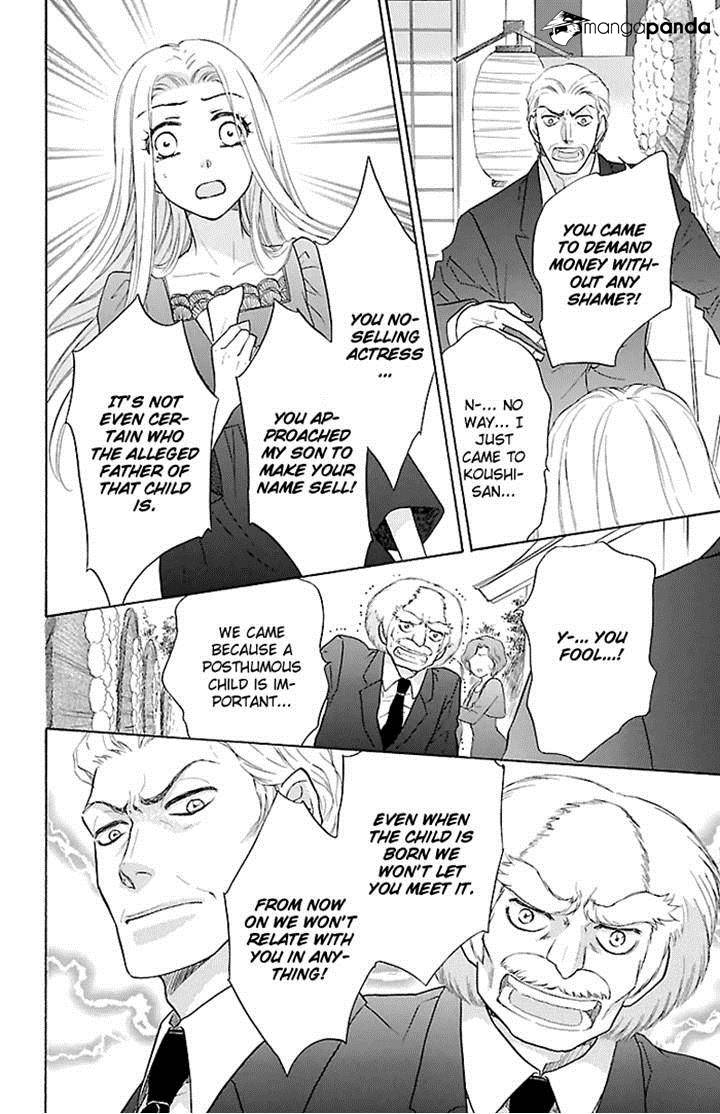 mangapanda
YOU CAME
TO DEMAND
MONEY WITH-
OUT ANY
SHAME?!
N-... NO
WAY... I
JUST
CAME TO
KOUSHI-
SAN...
YOU NO-
SELLING
ACTRESS
...
YOU AP-
PROACHED
MY SON TO
MAKE YOUR
NAME SELL!
IT'S NOT
EVEN CER-
TAIN WHO
THE ALLEGED
FATHER OF
THAT CHILD
IS.
Y-... YOU
FOOL...!
WE CAME
BECAUSE A
POSTHUMOUS
CHILD IS IM-
PORTANT...
EVEN WHEN
THE CHILD IS
BORN WE
WON'T LET
YOU MEET IT.
FROM NOW
ON WE WON'T
RELATE WITH
YOU IN ANY-
THING!